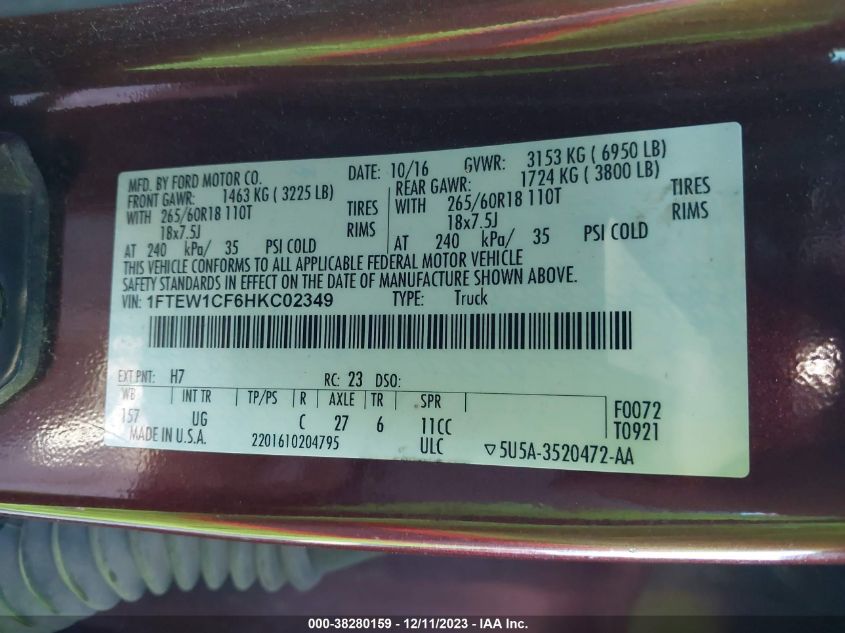 MFD. BY FORD MOTOR CO. DATE: 10/16 GVWR: 3153 KG ( 6950 LB)
FRONT GAWR: 1463 KG ( 3225 LB) REAR GAWR: 1724 KG ( 3800 LB)
WITH 265/60R18 110T TIRES WITH 265/60R18 110T TIRES
18x7.5J RIMS 18x7.5J RIMS
AT 240 kPa/ 35 PSI COLD AT 240 kPa/ 35 PSI COLD
THIS VEHICLE CONFORMS TO ALL APPLICABLE FEDERAL MOTOR VEHICLE
SAFETY STANDARDS IN EFFECT ON THE DATE OF MANUFACTURE SHOWN ABOVE.
VIN: 1FTEW1CF6HKC02349 TYPE: Truck
EXT PNT: H7 RC: 23 DSO:
WB INT TR TP/PS R AXLE TR SPR F0072
157 UG C 27 6 11CC T0921
MADE IN U.S.A. 2201610204795 ULC ▽5U5A-3520472-AA
000-38280159 - 12/11/2023 - IAA Inc.